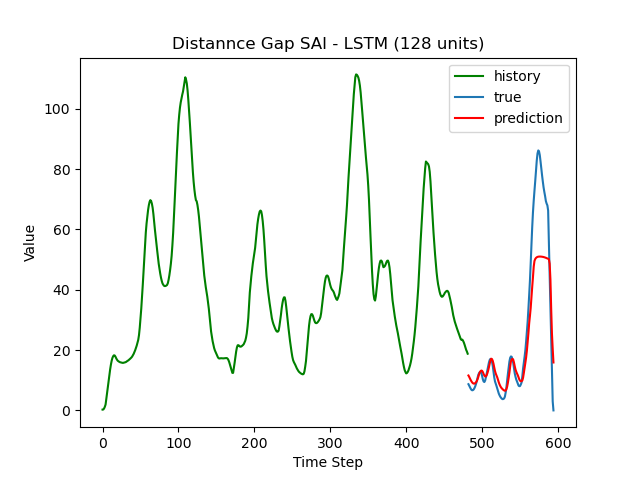 Distannce Gap SAI - LSTM (128 units)
history
true
prediction
Value
100
80
60
40
20
0
0 100 200 300 400 500 600
Time Step